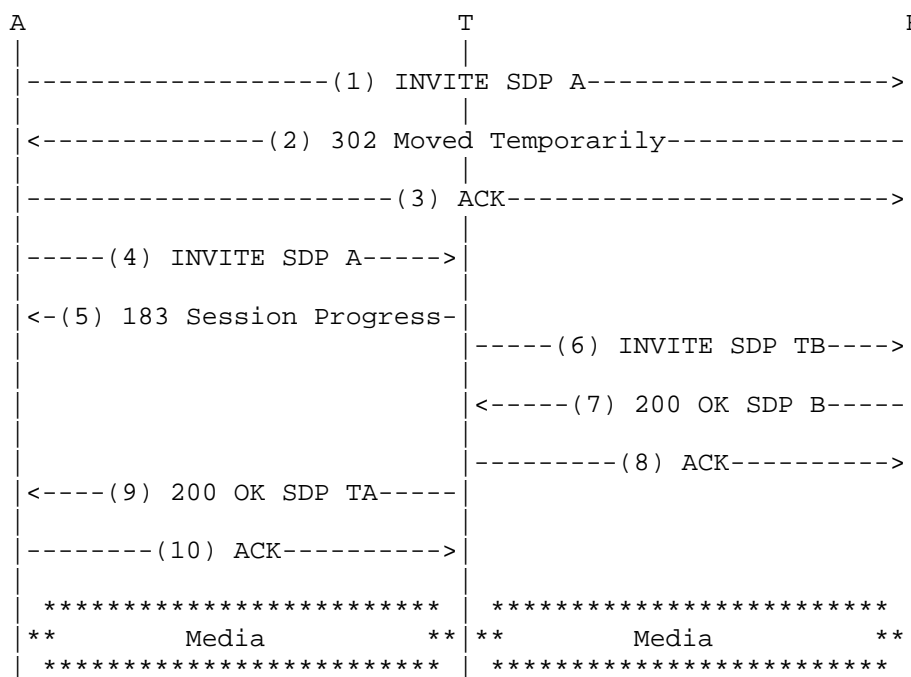 A T
(1) INVITE SDP A
(2) 302 Moved Temporarily
(3) ACK
(4) INVITE SDP A
(5) 183 Session Progress
(6) INVITE SDP TB
(7) 200 OK SDP B
(8) ACK
(9) 200 OK SDP TA
(10) ACK
Media Media